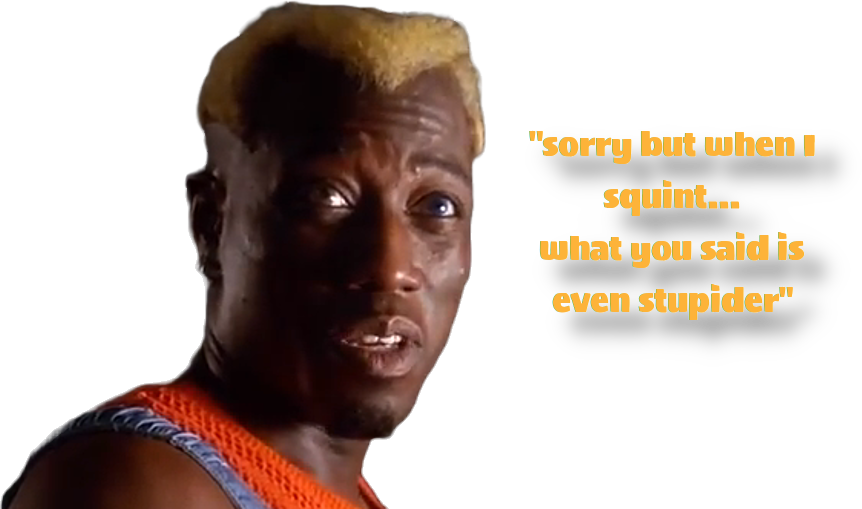 "sorry but when I
squint...
what you said is
even stupider"